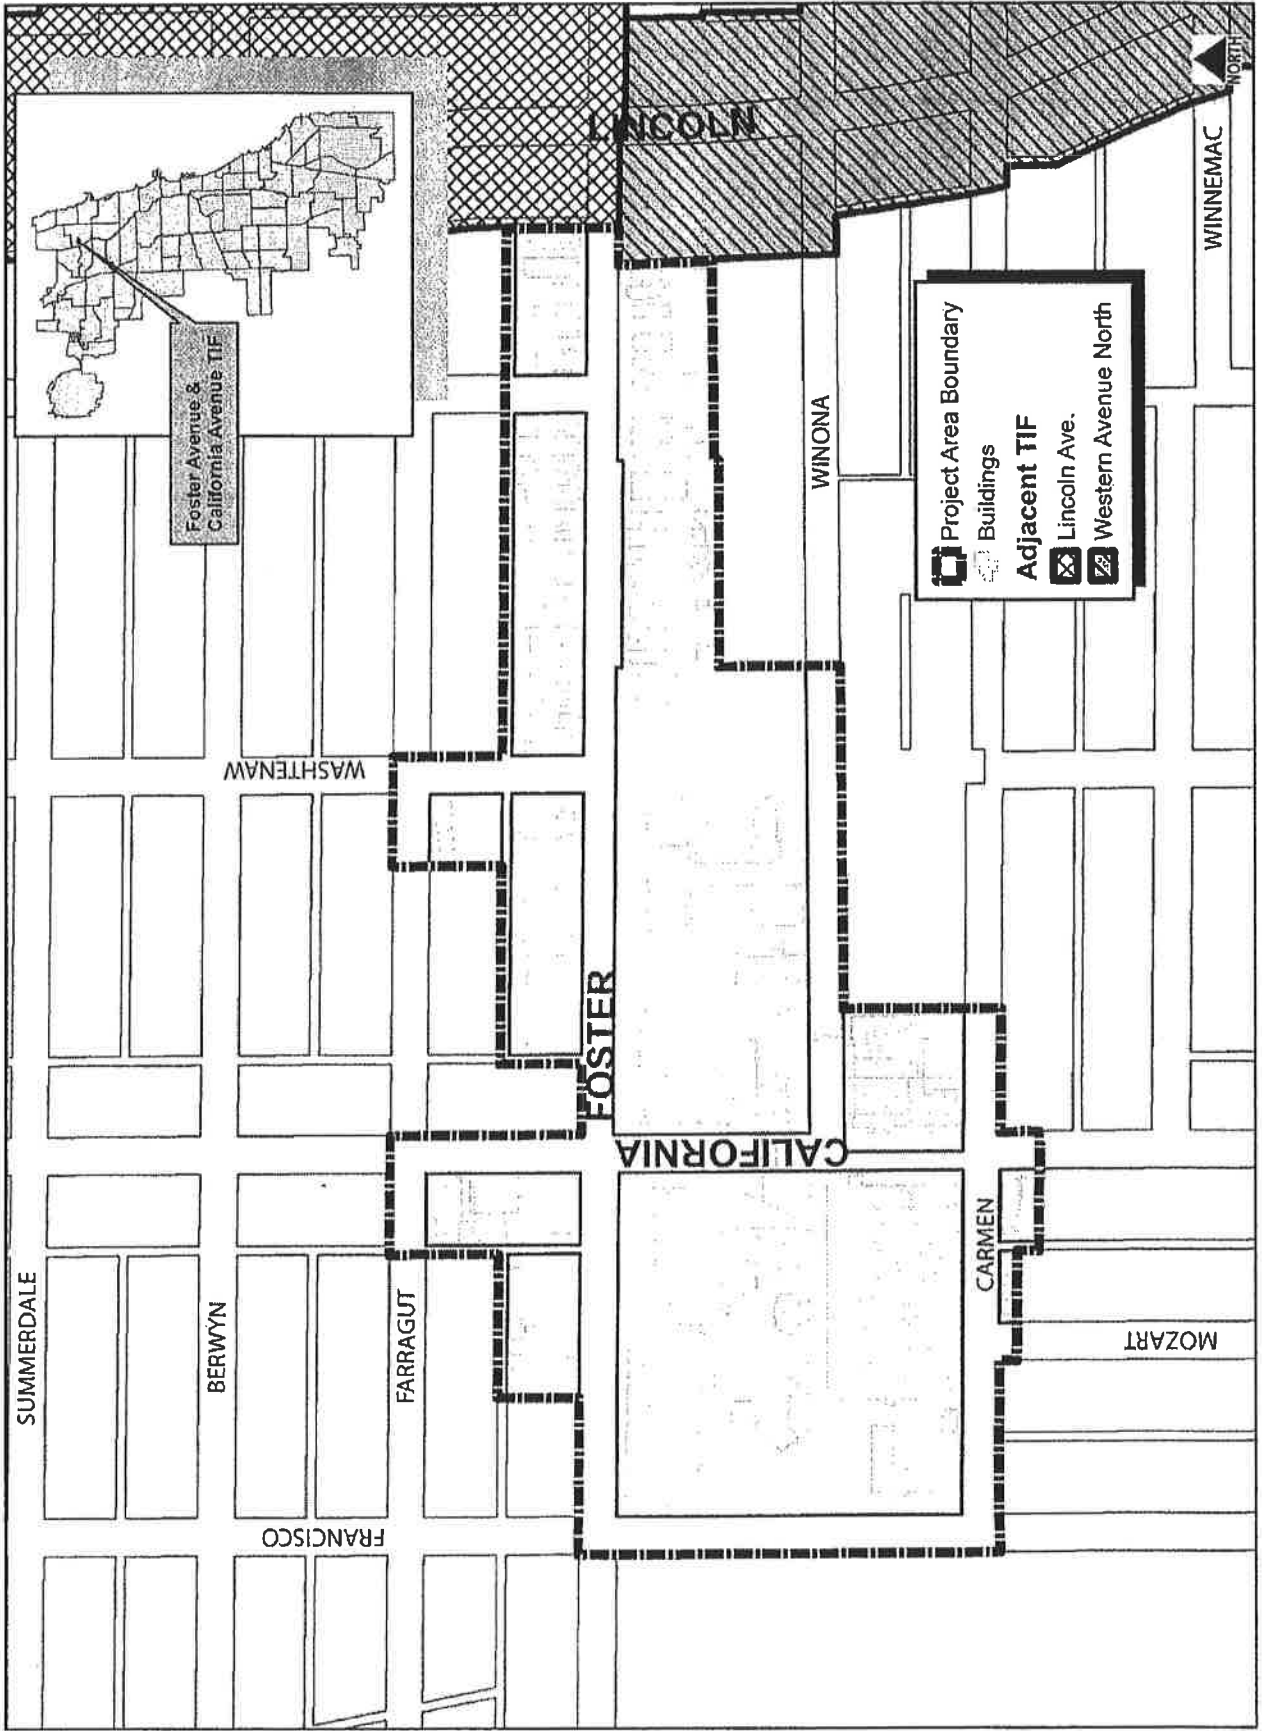 SUMMERDALE
BERWYN
FARRAGUT
FRANCISCO
WASHTENAW
FOSTER
CALIFORNIA
LINCOLN
WINONA
CARMEN
MOZART
WINNEMAC
Foster Avenue &
California Avenue TIF
Project Area Boundary
Buildings
Adjacent TIF
Lincoln Ave.
Western Avenue North
NORTH